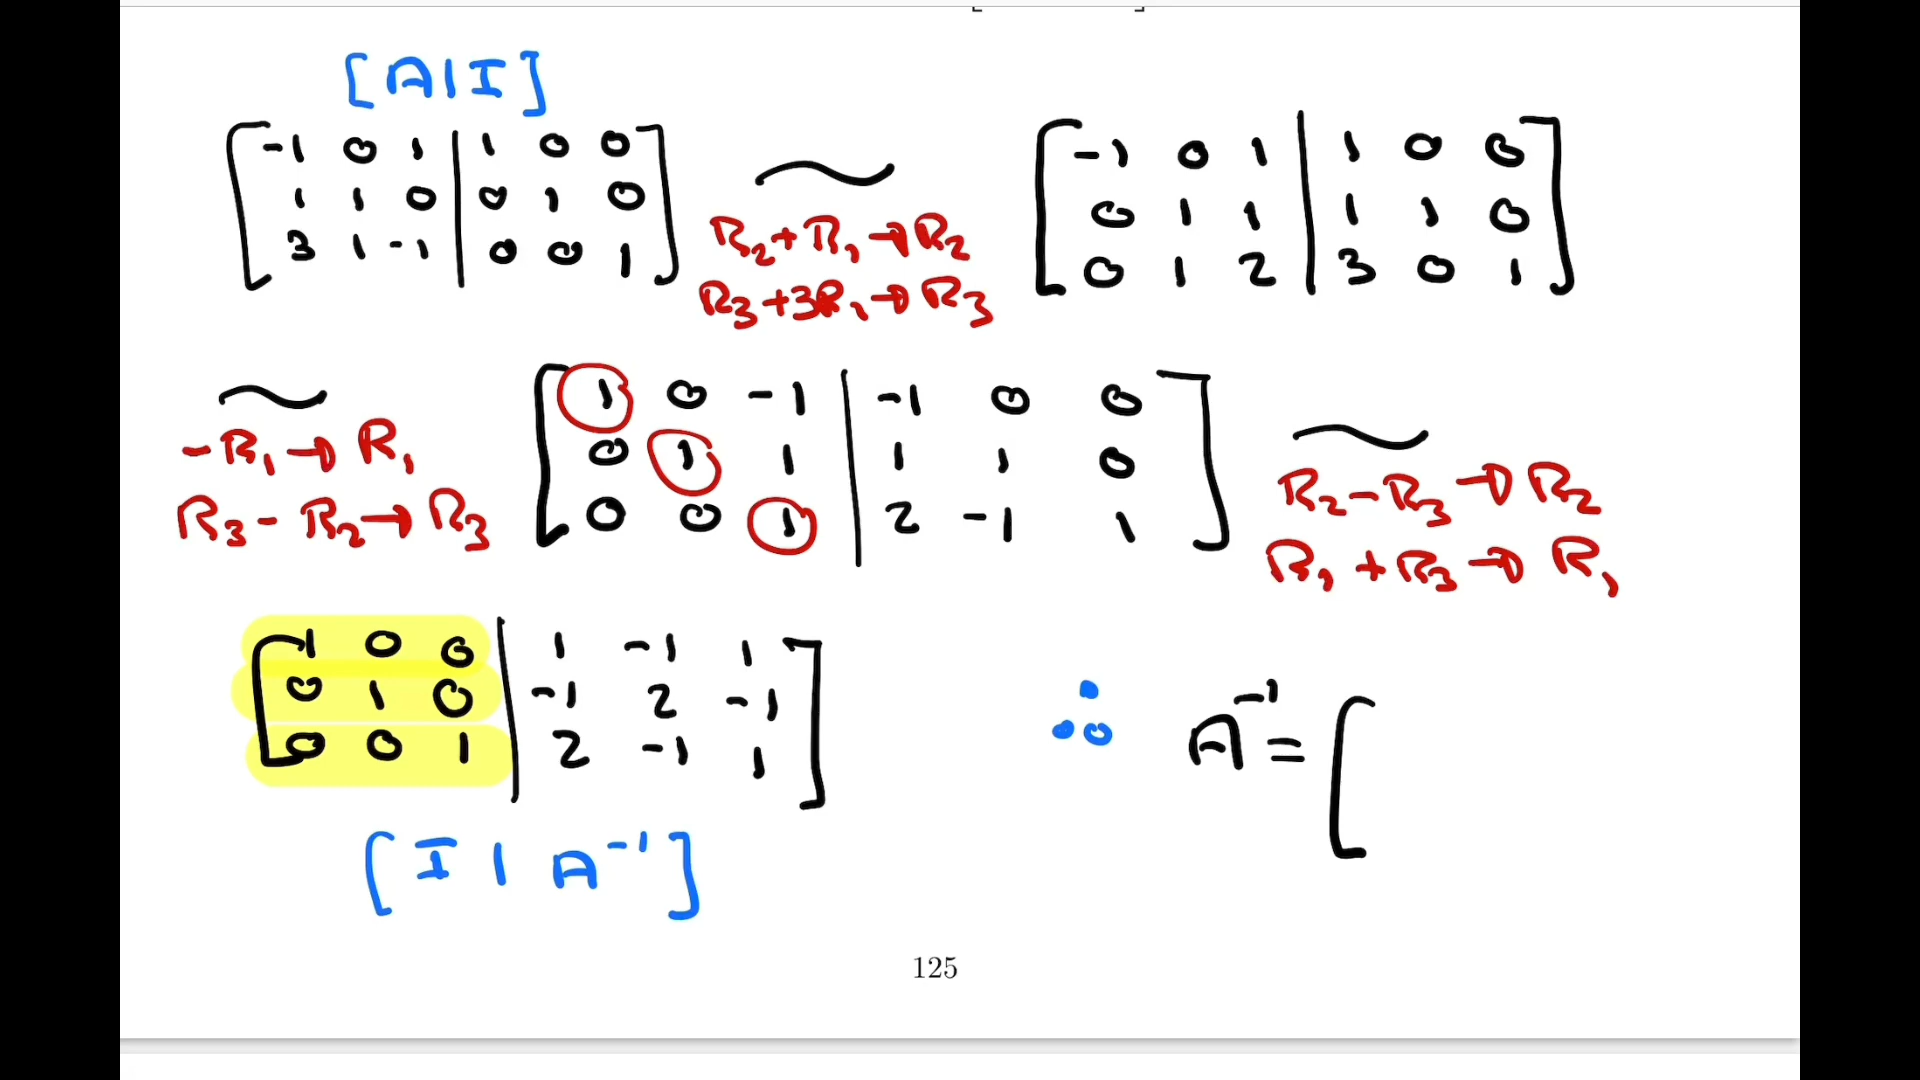 [A|I]
[-1 0 1 | 1 0 0]
[1 1 0 | 0 1 0]
[3 1 -1 | 0 0 1]
~
R₂+R₁→R₂
R₃+3R₁→R₃
[-1 0 1 | 1 0 0]
[0 1 1 | 1 1 0]
[0 1 2 | 3 0 1]
~
-R₁→R₁
R₃-R₂→R₃
[1 0 -1 | -1 0 0]
[0 1 1 | 1 1 0]
[0 0 1 | 2 -1 1]
~
R₂-R₃→R₂
R₁+R₃→R₁
[1 0 0 | 1 -1 1]
[0 1 0 | -1 2 -1]
[0 0 1 | 2 -1 1]
[I | A⁻¹]
∴ A⁻¹ = [
125